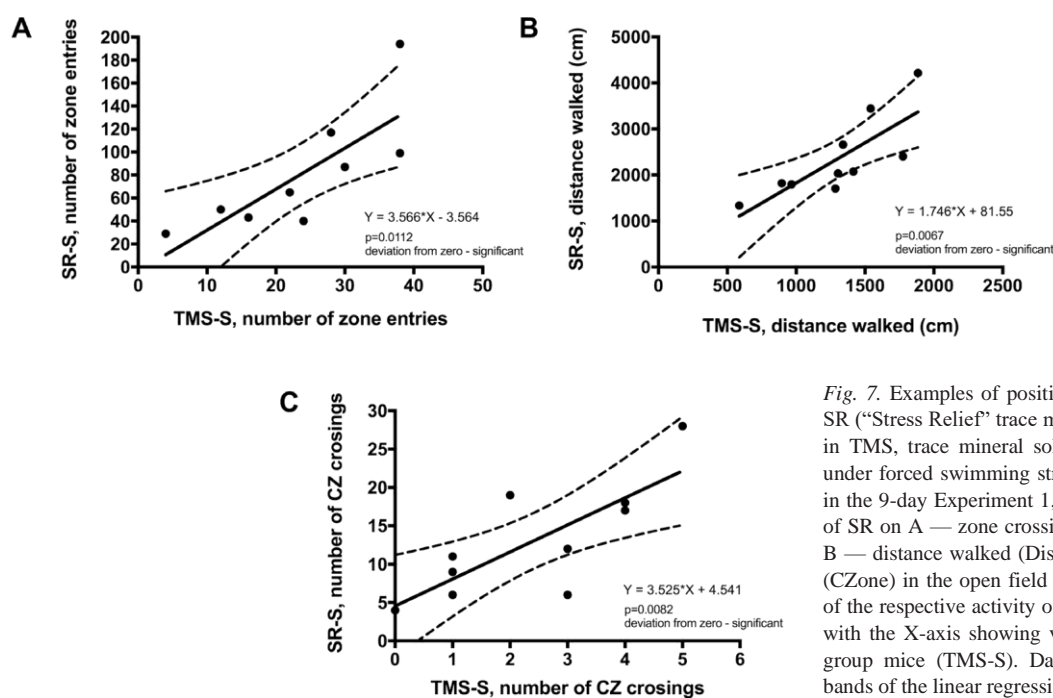 A
SR-S, number of zone entries
200
180
160
140
120
100
80
60
40
20
0
Y = 3.566*X - 3.564
p=0.0112
deviation from zero - significant
0 10 20 30 40 50
TMS-S, number of zone entries
B
SR-S, distance walked (cm)
5000
4000
3000
2000
1000
0
Y = 1.746*X + 81.55
p=0.0067
deviation from zero - significant
0 500 1000 1500 2000 2500
TMS-S, distance walked (cm)
C
SR-S, number of CZ crosings
30
25
20
15
10
5
0
Y = 3.525*X + 4.541
p=0.0082
deviation from zero - significant
0 1 2 3 4 5 6
TMS-S, number of CZ crosings
Fig. 7. Examples of positi
SR (“Stress Relief” trace m
in TMS, trace mineral sol
under forced swimming str
in the 9-day Experiment 1,
of SR on A — zone crossi
B — distance walked (Dis
(CZone) in the open field
of the respective activity o
with the X-axis showing v
group mice (TMS-S). Da
bands of the linear regressi